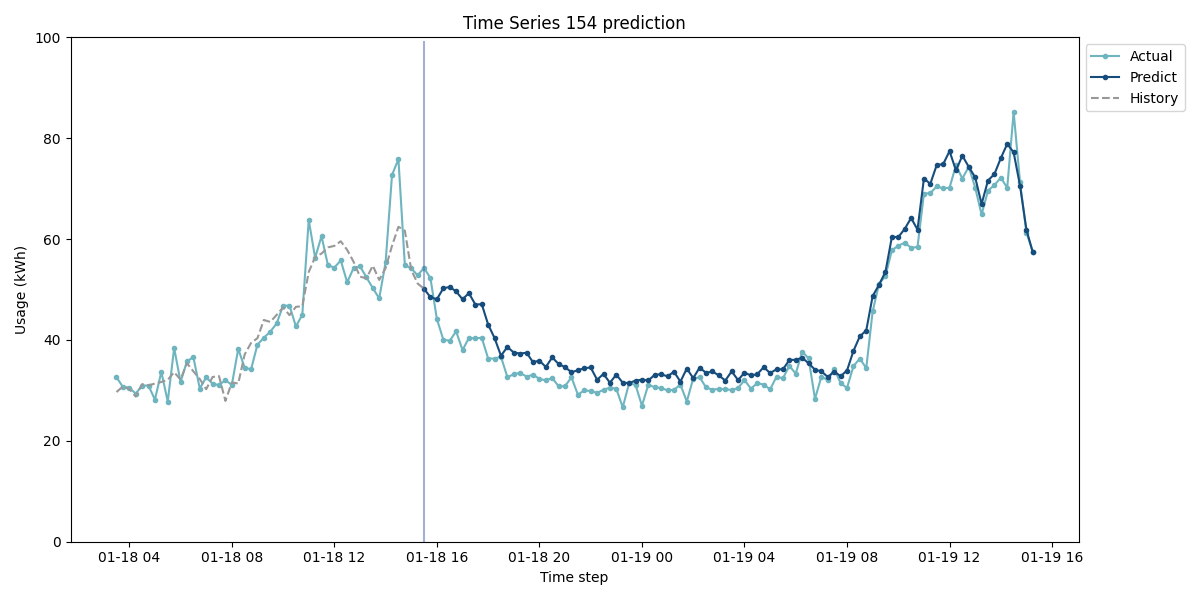 Time Series 154 prediction
Usage (kWh)
100
80
60
40
20
0
01-18 04
01-18 08
01-18 12
01-18 16
01-18 20
01-19 00
01-19 04
01-19 08
01-19 12
01-19 16
Time step
Actual
Predict
History